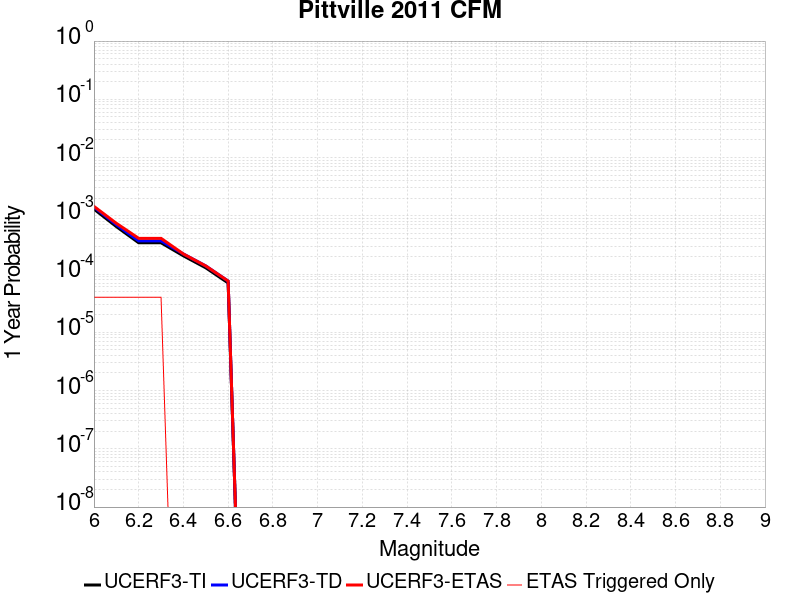 Pittville 2011 CFM
10^0
10^-1
10^-2
10^-3
10^-4
10^-5
10^-6
10^-7
10^-8
1 Year Probability
6 6.2 6.4 6.6 6.8 7 7.2 7.4 7.6 7.8 8 8.2 8.4 8.6 8.8 9
Magnitude
UCERF3-TI UCERF3-TD UCERF3-ETAS ETAS Triggered Only